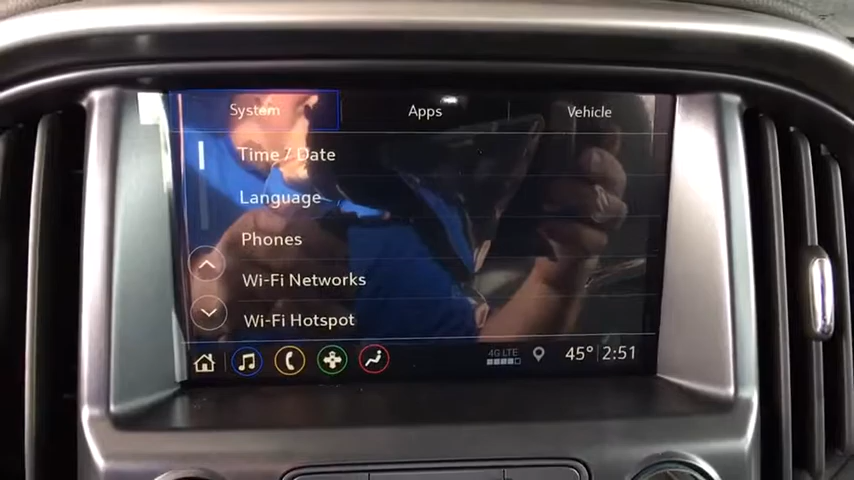 System Apps Vehicle
Time / Date
Language
Phones
Wi-Fi Networks
Wi-Fi Hotspot
4G LTE 45° 2:51